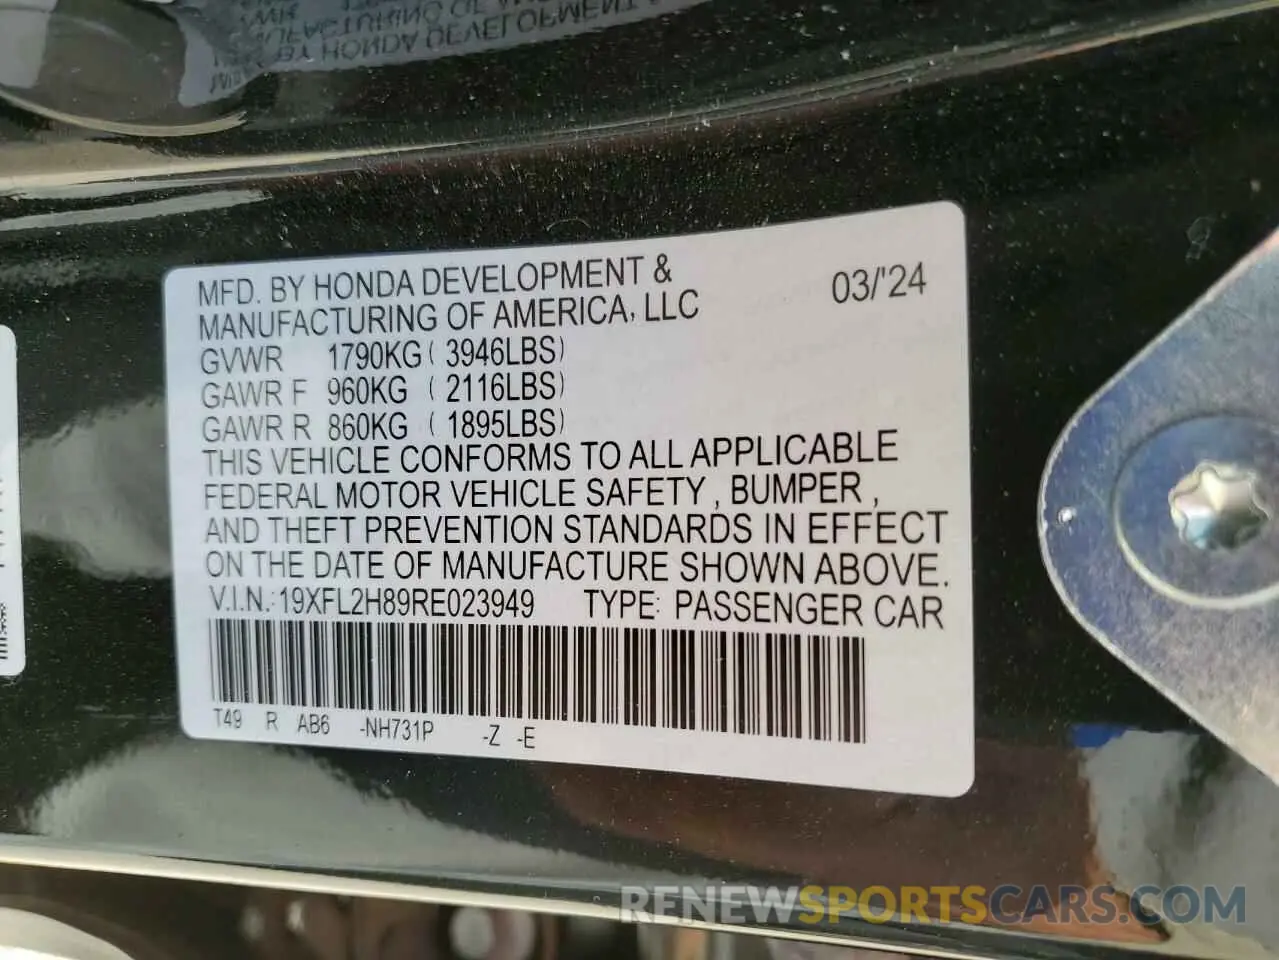 MFD. BY HONDA DEVELOPMENT & 03/'24
MANUFACTURING OF AMERICA, LLC
GVWR 1790KG ( 3946LBS)
GAWR F 960KG ( 2116LBS)
GAWR R 860KG ( 1895LBS)
THIS VEHICLE CONFORMS TO ALL APPLICABLE
FEDERAL MOTOR VEHICLE SAFETY , BUMPER ,
AND THEFT PREVENTION STANDARDS IN EFFECT
ON THE DATE OF MANUFACTURE SHOWN ABOVE.
V.I.N.: 19XFL2H89RE023949 TYPE: PASSENGER CAR
T49 R AB6 -NH731P -Z -E
RENEWSPORTSCARS.COM